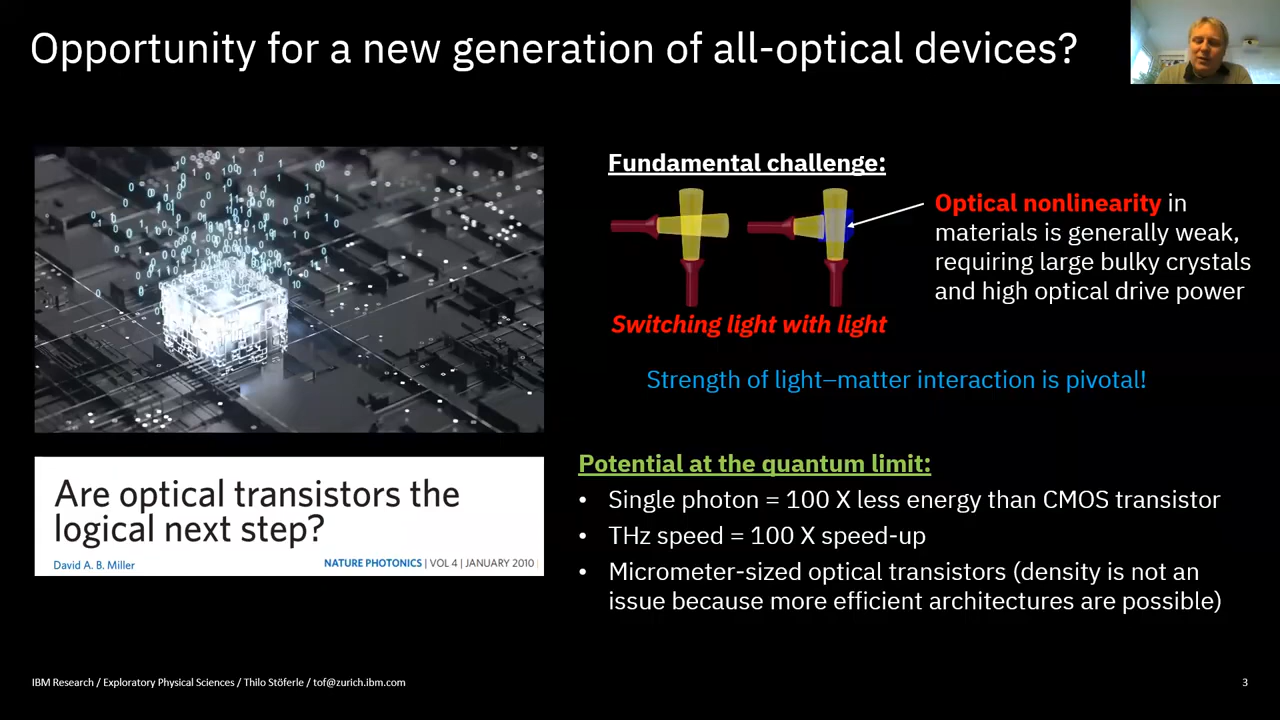 Opportunity for a new generation of all-optical devices?
Fundamental challenge:
Optical nonlinearity in
materials is generally weak,
requiring large bulky crystals
and high optical drive power
Switching light with light
Strength of light–matter interaction is pivotal!
Are optical transistors the
logical next step?
David A. B. Miller
NATURE PHOTONICS | VOL 4 | JANUARY 2010
Potential at the quantum limit:
• Single photon = 100 X less energy than CMOS transistor
• THz speed = 100 X speed-up
• Micrometer-sized optical transistors (density is not an
issue because more efficient architectures are possible)
IBM Research / Exploratory Physical Sciences / Thilo Stöferle / tof@zurich.ibm.com
3